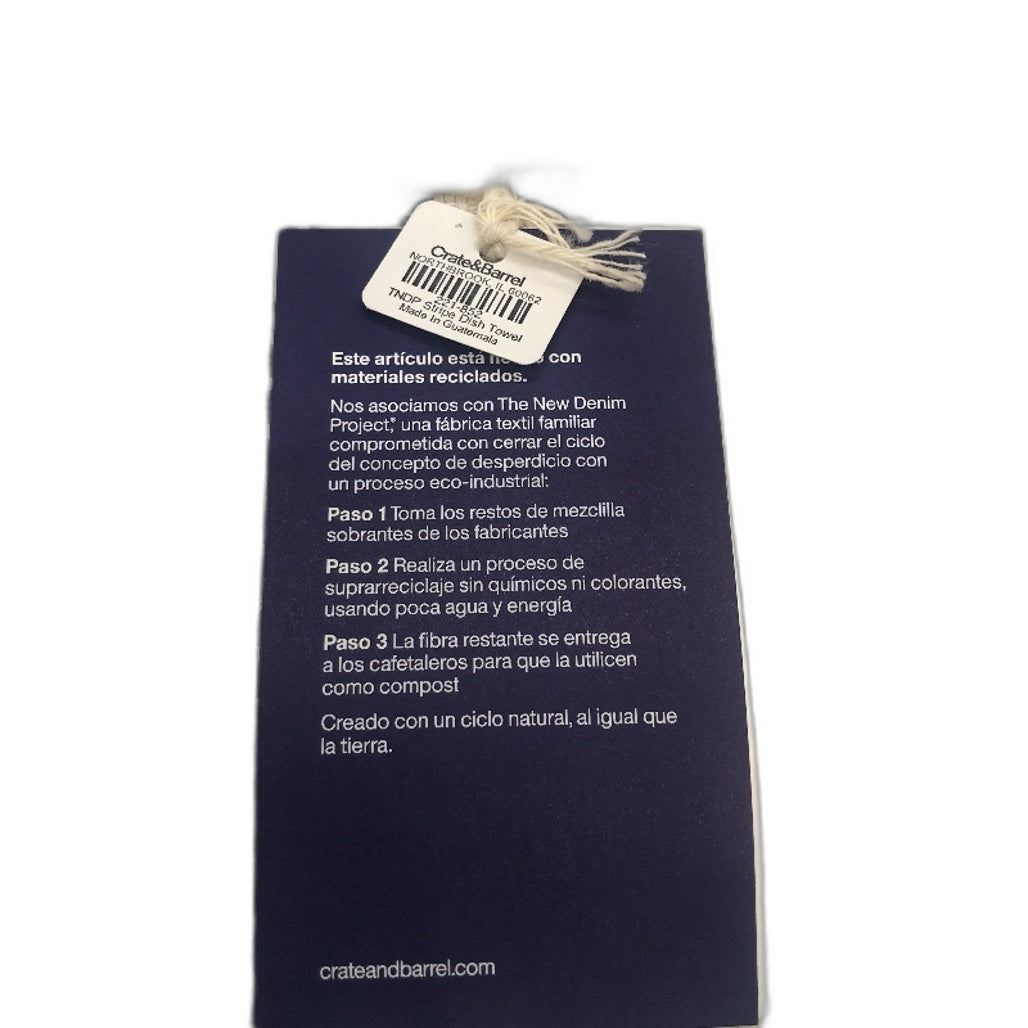 Crate&Barrel
NORTHBROOK, IL 60062
221-852
TNDP Stripe Dish Towel
Made In Guatemala
Este artículo está con
materiales reciclados.
Nos asociamos con The New Denim
Project,® una fábrica textil familiar
comprometida con cerrar el ciclo
del concepto de desperdicio con
un proceso eco-industrial:
Paso 1 Toma los restos de mezclilla
sobrantes de los fabricantes
Paso 2 Realiza un proceso de
suprarreciclaje sin químicos ni colorantes,
usando poca agua y energía
Paso 3 La fibra restante se entrega
a los cafetaleros para que la utilicen
como compost
Creado con un ciclo natural, al igual que
la tierra.
crateandbarrel.com